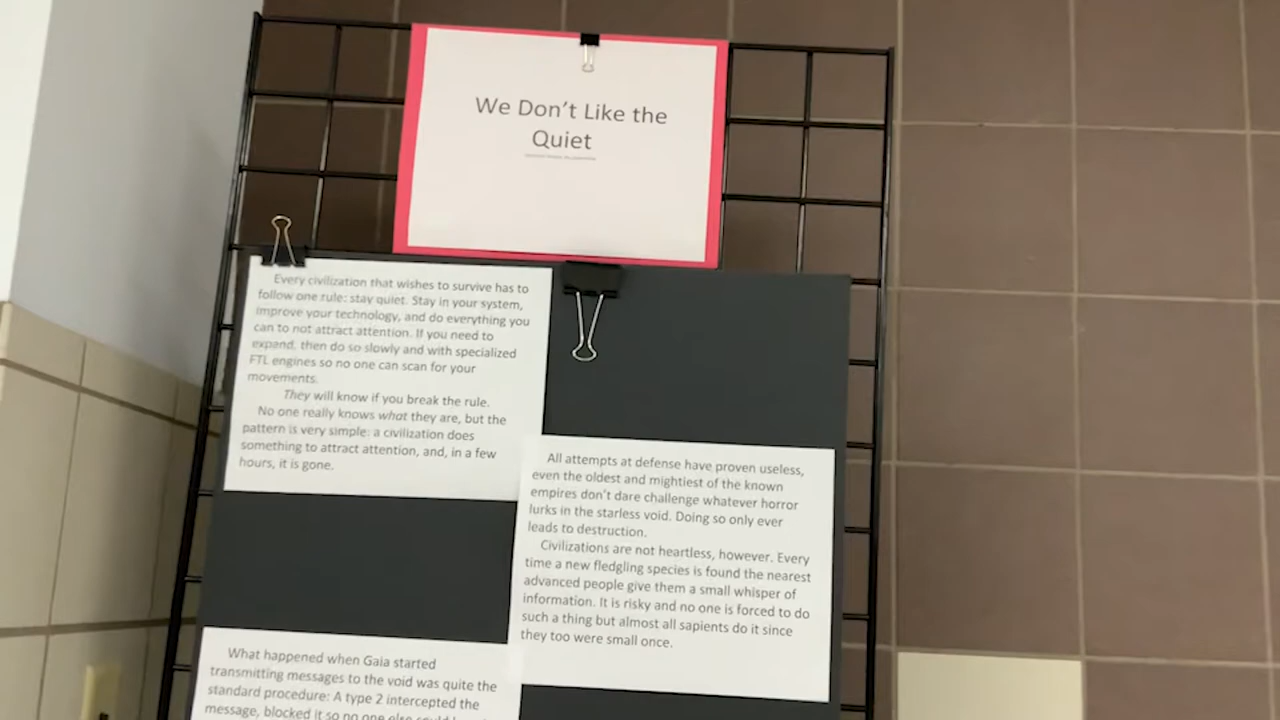 We Don't Like the
Quiet
Every civilization that wishes to survive has to
follow one rule: stay quiet. Stay in your system,
improve your technology, and do everything you
can to not attract attention. If you need to
expand, then do so slowly and with specialized
FTL engines so no one can scan for your
movements.
They will know if you break the rule.
No one really knows what they are, but the
pattern is very simple: a civilization does
something to attract attention, and, in a few
hours, it is gone.
All attempts at defense have proven useless,
even the oldest and mightiest of the known
empires don't dare challenge whatever horror
lurks in the starless void. Doing so only ever
leads to destruction.
Civilizations are not heartless, however. Every
time a new fledgling species is found the nearest
advanced people give them a small whisper of
information. It is risky and no one is forced to do
such a thing but almost all sapients do it since
they too were small once.
What happened when Gaia started
transmitting messages to the void was quite the
standard procedure: A type 2 intercepted the
message, blocked it so no one else could